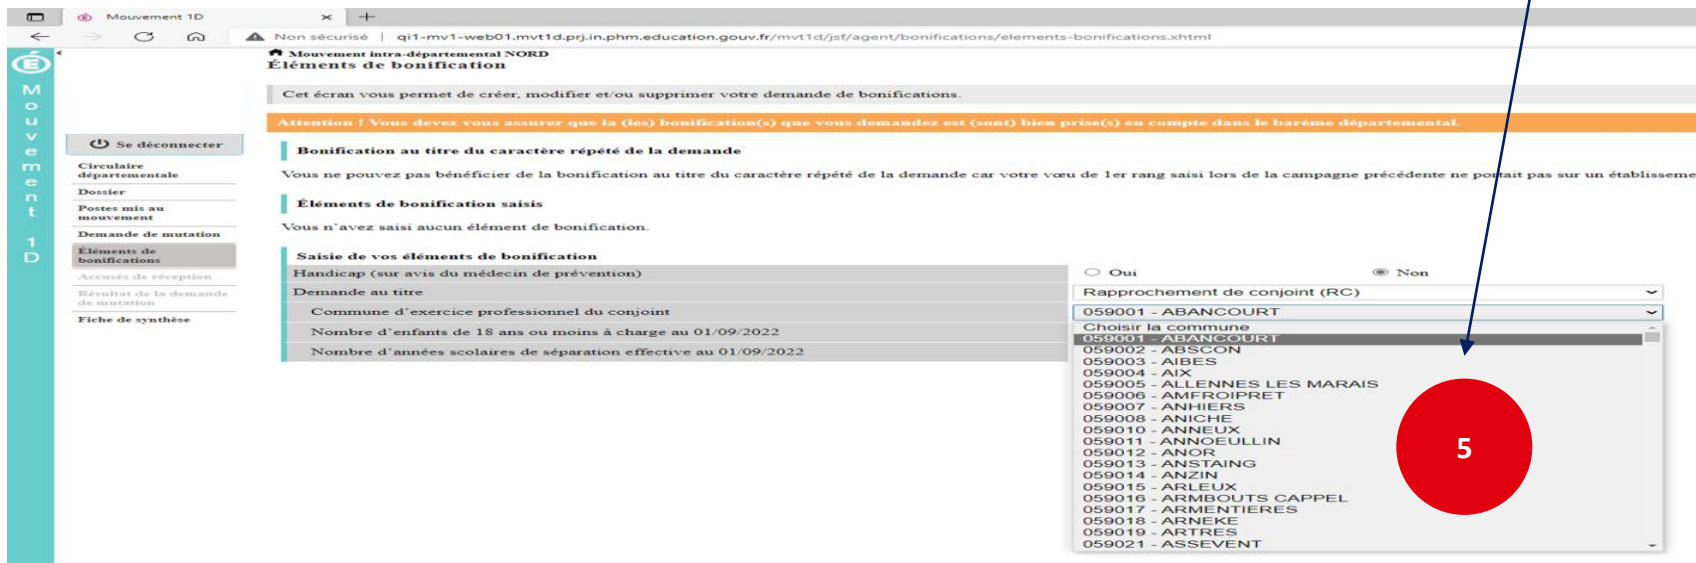 Mouvement 1D
Non sécurisé | qi1-mv1-web01.mvt1d.prj.in.phm.education.gouv.fr/mvt1d/jsf/agent/bonifications/elements-bonifications.xhtml
É
Mouvement 1D
Mouvement intra-départemental NORD
Éléments de bonification
Cet écran vous permet de créer, modifier et/ou supprimer votre demande de bonifications.
Attention ! Vous devez vous assurer que la (les) bonification(s) que vous demandez est (sont) bien prise(s) en compte dans le barème départemental.
Se déconnecter
Circulaire
départementale
Dossier
Postes mis au
mouvement
Demande de mutation
Éléments de
bonifications
Accusés de réception
Résultat de la demande
de mutation
Fiche de synthèse
Bonification au titre du caractère répété de la demande
Vous ne pouvez pas bénéficier de la bonification au titre du caractère répété de la demande car votre vœu de 1er rang saisi lors de la campagne précédente ne portait pas sur un établisseme
Éléments de bonification saisis
Vous n'avez saisi aucun élément de bonification.
Saisie de vos éléments de bonification
Handicap (sur avis du médecin de prévention) Oui Non
Demande au titre Rapprochement de conjoint (RC)
Commune d'exercice professionnel du conjoint 059001 - ABANCOURT
Nombre d'enfants de 18 ans ou moins à charge au 01/09/2022
Nombre d'années scolaires de séparation effective au 01/09/2022
Choisir la commune
059001 - ABANCOURT
059002 - ABSCON
059003 - AIBES
059004 - AIX
059005 - ALLENNES LES MARAIS
059006 - AMFROIPRET
059007 - ANHIERS
059008 - ANICHE
059010 - ANNEUX
059011 - ANNOEULLIN
059012 - ANOR
059013 - ANSTAING
059014 - ANZIN
059015 - ARLEUX
059016 - ARMBOUTS CAPPEL
059017 - ARMENTIERES
059018 - ARNEKE
059019 - ARTRES
059021 - ASSEVENT
5